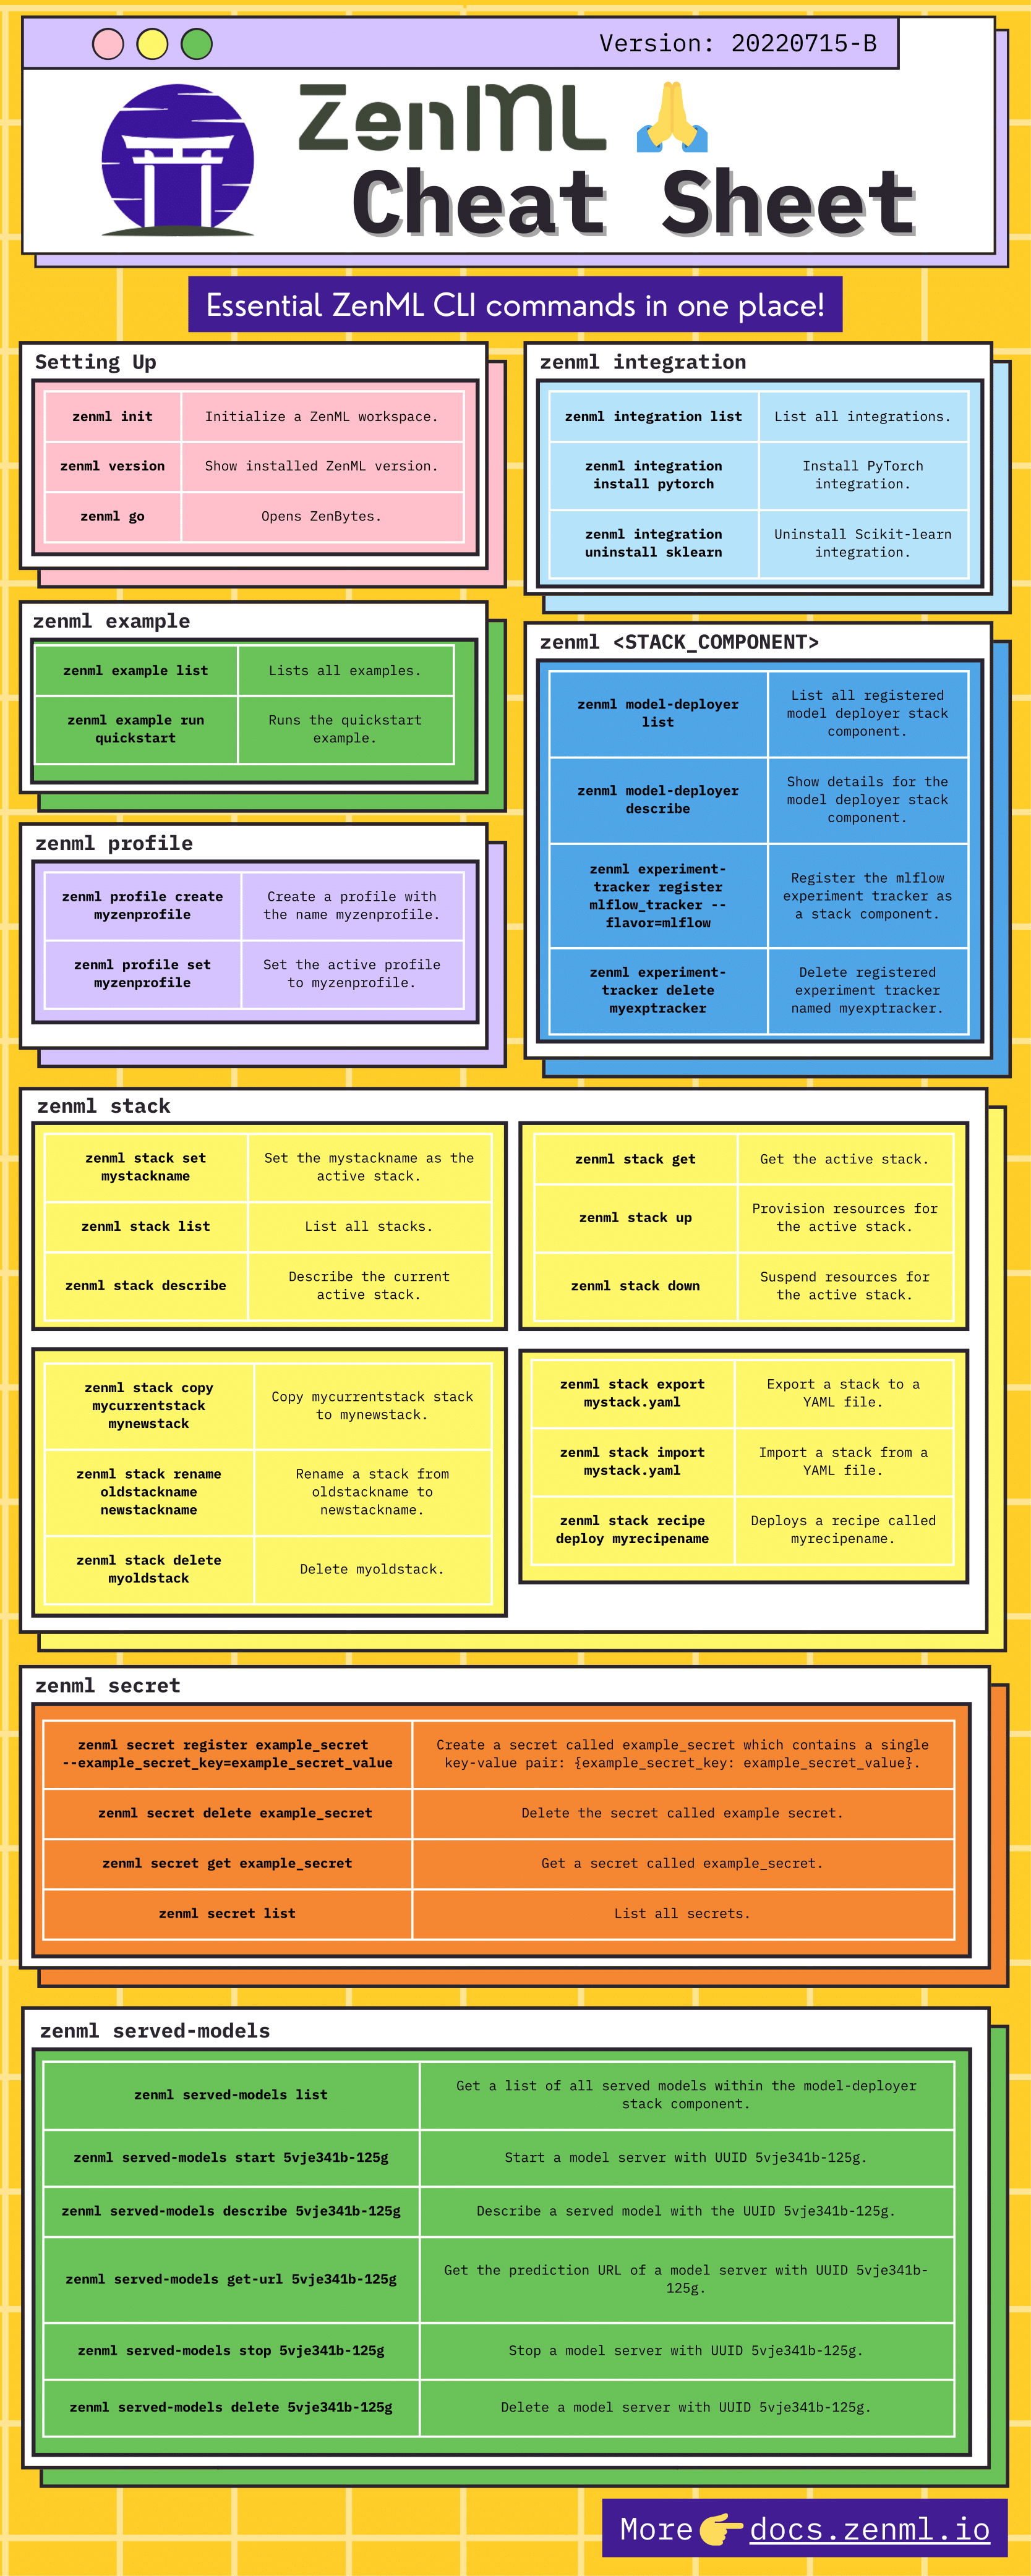 Version: 20220715-B
ZenML 🙏
Cheat Sheet
Essential ZenML CLI commands in one place!
Setting Up
zenml init
Initialize a ZenML workspace.
zenml version
Show installed ZenML version.
zenml go
Opens ZenBytes.
zenml integration
zenml integration list
List all integrations.
zenml integration
install pytorch
Install PyTorch
integration.
zenml integration
uninstall sklearn
Uninstall Scikit-learn
integration.
zenml example
zenml example list
Lists all examples.
zenml example run
quickstart
Runs the quickstart
example.
zenml <STACK_COMPONENT>
zenml model-deployer
list
List all registered
model deployer stack
component.
zenml model-deployer
describe
Show details for the
model deployer stack
component.
zenml experiment-
tracker register
mlflow_tracker --
flavor=mlflow
Register the mlflow
experiment tracker as
a stack component.
zenml experiment-
tracker delete
myexptracker
Delete registered
experiment tracker
named myexptracker.
zenml profile
zenml profile create
myzenprofile
Create a profile with
the name myzenprofile.
zenml profile set
myzenprofile
Set the active profile
to myzenprofile.
zenml stack
zenml stack set
mystackname
Set the mystackname as the
active stack.
zenml stack list
List all stacks.
zenml stack describe
Describe the current
active stack.
zenml stack get
Get the active stack.
zenml stack up
Provision resources for
the active stack.
zenml stack down
Suspend resources for
the active stack.
zenml stack copy
mycurrentstack
mynewstack
Copy mycurrentstack stack
to mynewstack.
zenml stack rename
oldstackname
newstackname
Rename a stack from
oldstackname to
newstackname.
zenml stack delete
myoldstack
Delete myoldstack.
zenml stack export
mystack.yaml
Export a stack to a
YAML file.
zenml stack import
mystack.yaml
Import a stack from a
YAML file.
zenml stack recipe
deploy myrecipename
Deploys a recipe called
myrecipename.
zenml secret
zenml secret register example_secret
--example_secret_key=example_secret_value
Create a secret called example_secret which contains a single
key-value pair: {example_secret_key: example_secret_value}.
zenml secret delete example_secret
Delete the secret called example secret.
zenml secret get example_secret
Get a secret called example_secret.
zenml secret list
List all secrets.
zenml served-models
zenml served-models list
Get a list of all served models within the model-deployer
stack component.
zenml served-models start 5vje341b-125g
Start a model server with UUID 5vje341b-125g.
zenml served-models describe 5vje341b-125g
Describe a served model with the UUID 5vje341b-125g.
zenml served-models get-url 5vje341b-125g
Get the prediction URL of a model server with UUID 5vje341b-
125g.
zenml served-models stop 5vje341b-125g
Stop a model server with UUID 5vje341b-125g.
zenml served-models delete 5vje341b-125g
Delete a model server with UUID 5vje341b-125g.
More 👉 docs.zenml.io